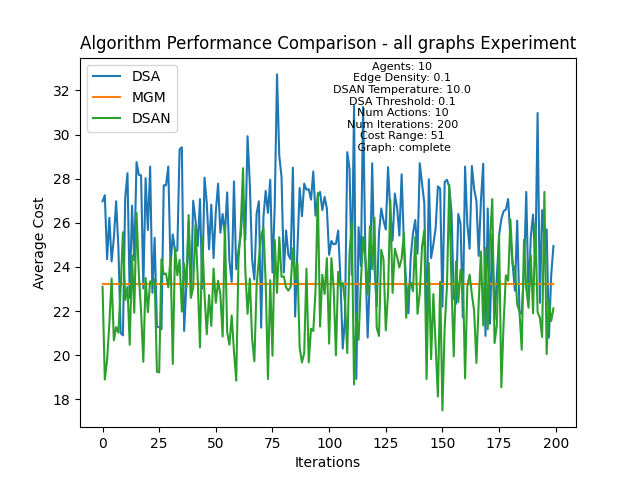 Algorithm Performance Comparison - all graphs Experiment
DSA
MGM
DSAN
Agents: 10
Edge Density: 0.1
DSAN Temperature: 10.0
DSA Threshold: 0.1
Num Actions: 10
Num Iterations: 200
Cost Range: 51
Graph: complete
Average Cost
32
30
28
26
24
22
20
18
0
25
50
75
100
125
150
175
200
Iterations